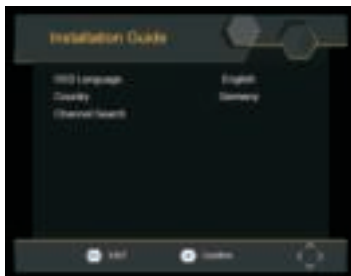 Installation Guide
OSD Language English
Country Germany
Channel Search
EXIT Confirm